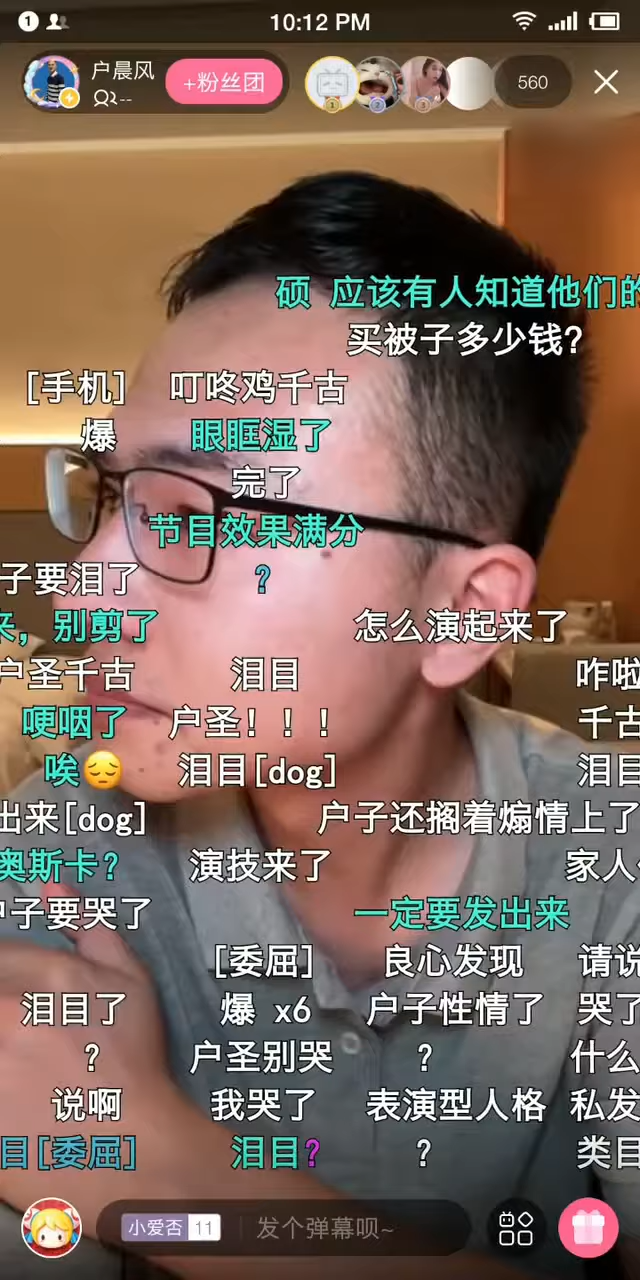 1
10:12 PM
户晨风
--
+粉丝团
1
2
3
560
硕 应该有人知道他们的
买被子多少钱?
[手机] 叮咚鸡千古
爆 眼眶湿了
完了
节目效果满分
子要泪了 ?
来，别剪了 怎么演起来了
户圣千古 泪目 咋啦
哽咽了 户圣!!! 千古
唉😔 泪目[dog] 泪目
出来[dog] 户子还搁着煽情上了
奥斯卡? 演技来了 家人
户子要哭了 一定要发出来
[委屈] 良心发现 请说
泪目了 爆 x6 户子性情了 哭了
? 户圣别哭 ? 什么
说啊 我哭了 表演型人格 私发
目[委屈] 泪目? ? 类目
小爱否 11 发个弹幕呗~